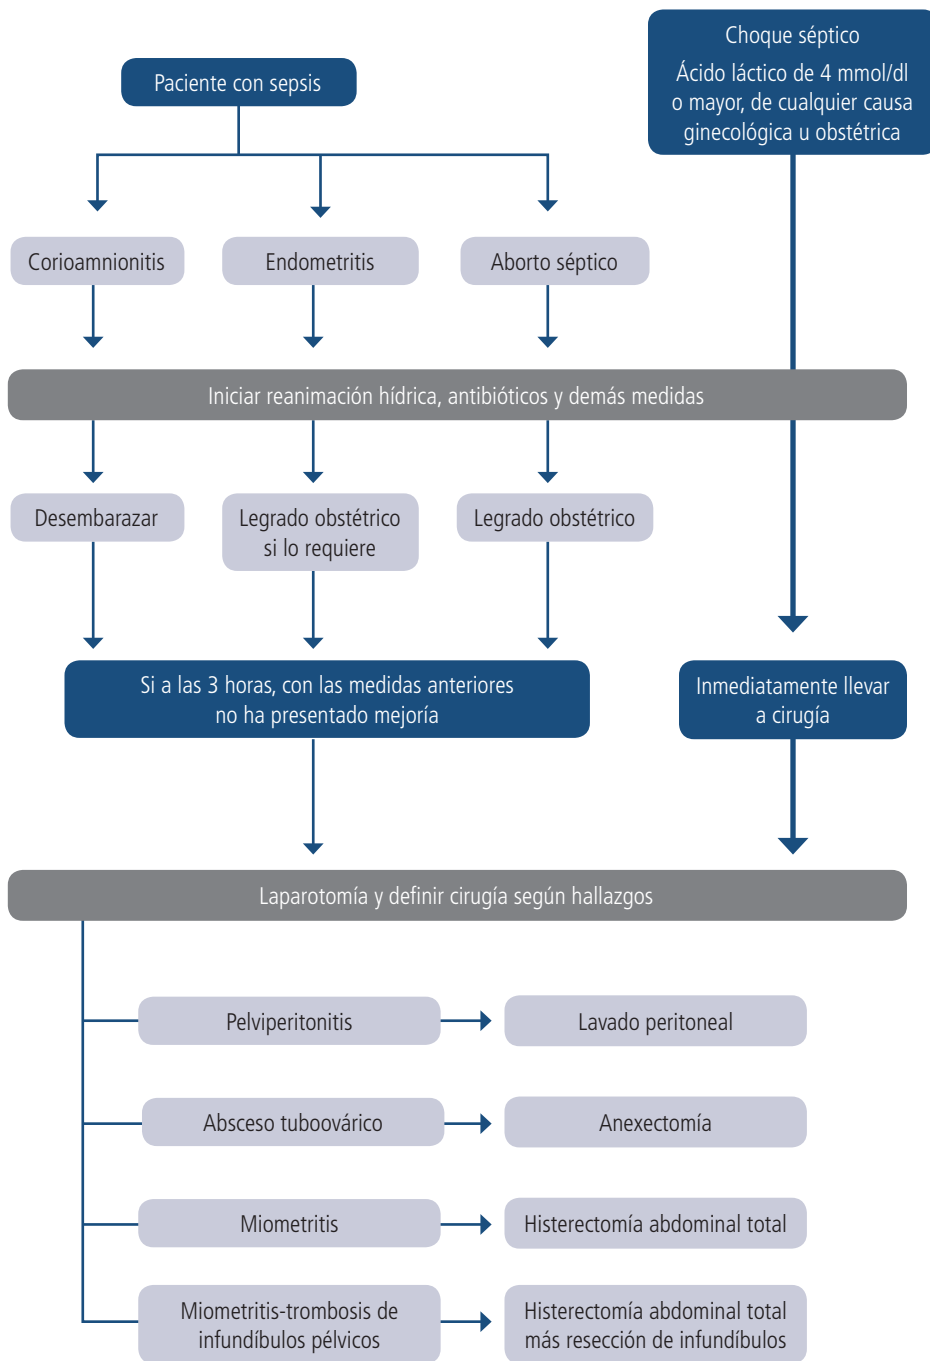 Paciente con sepsis
Choque séptico
Ácido láctico de 4 mmol/dl
o mayor, de cualquier causa
ginecológica u obstétrica
Corioamnionitis
Endometritis
Aborto séptico
Iniciar reanimación hídrica, antibióticos y demás medidas
Desembarazar
Legrado obstétrico
si lo requiere
Legrado obstétrico
Si a las 3 horas, con las medidas anteriores
no ha presentado mejoría
Inmediatamente llevar
a cirugía
Laparotomía y definir cirugía según hallazgos
Pelviperitonitis
Lavado peritoneal
Absceso tuboovárico
Anexectomía
Miometritis
Histerectomía abdominal total
Miometritis-trombosis de
infundíbulos pélvicos
Histerectomía abdominal total
más resección de infundíbulos